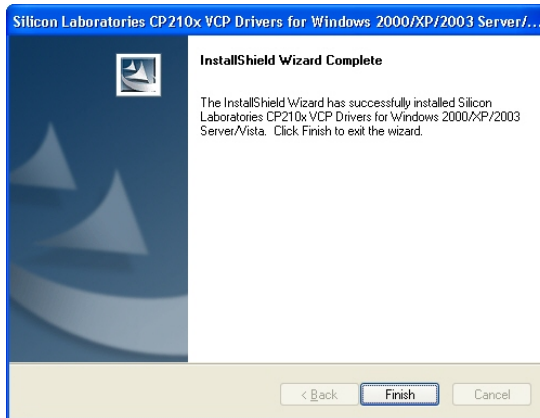 Silicon Laboratories CP210x VCP Drivers for Windows 2000/XP/2003 Server/...
InstallShield Wizard Complete
The InstallShield Wizard has successfully installed Silicon
Laboratories CP210x VCP Drivers for Windows 2000/XP/2003
Server/Vista. Click Finish to exit the wizard.
< Back
Finish
Cancel